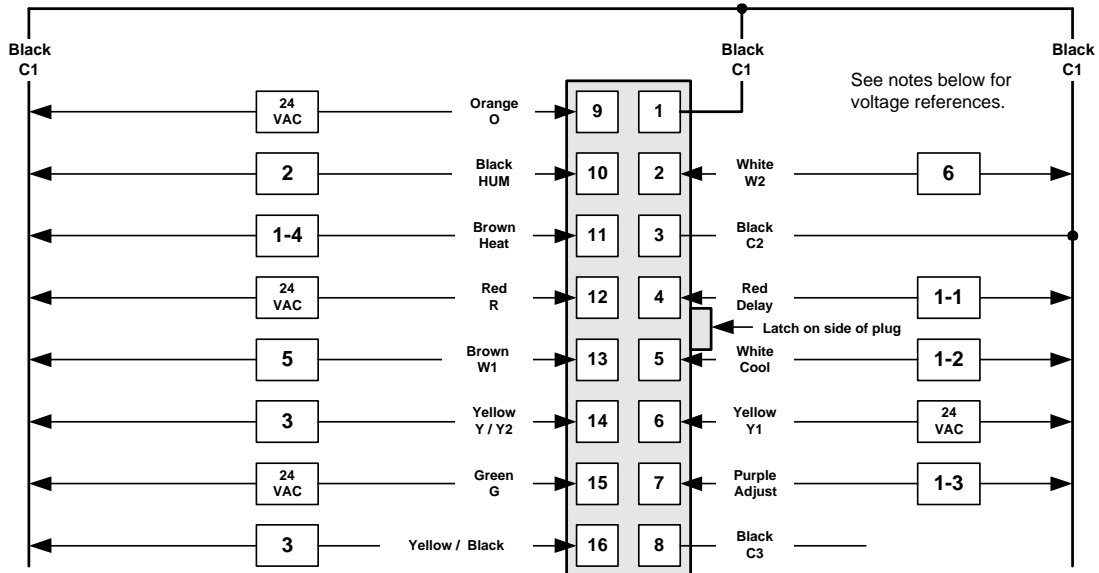 Black
C1
Black
C1
Black
C1
See notes below for
voltage references.
24
VAC
Orange
O
9
1
2
Black
HUM
10
2
White
W2
6
1-4
Brown
Heat
11
3
Black
C2
24
VAC
Red
R
12
4
Red
Delay
1-1
Latch on side of plug
5
Brown
W1
13
5
White
Cool
1-2
3
Yellow
Y / Y2
14
6
Yellow
Y1
24
VAC
24
VAC
Green
G
15
7
Purple
Adjust
1-3
3
Yellow / Black
16
8
Black
C3